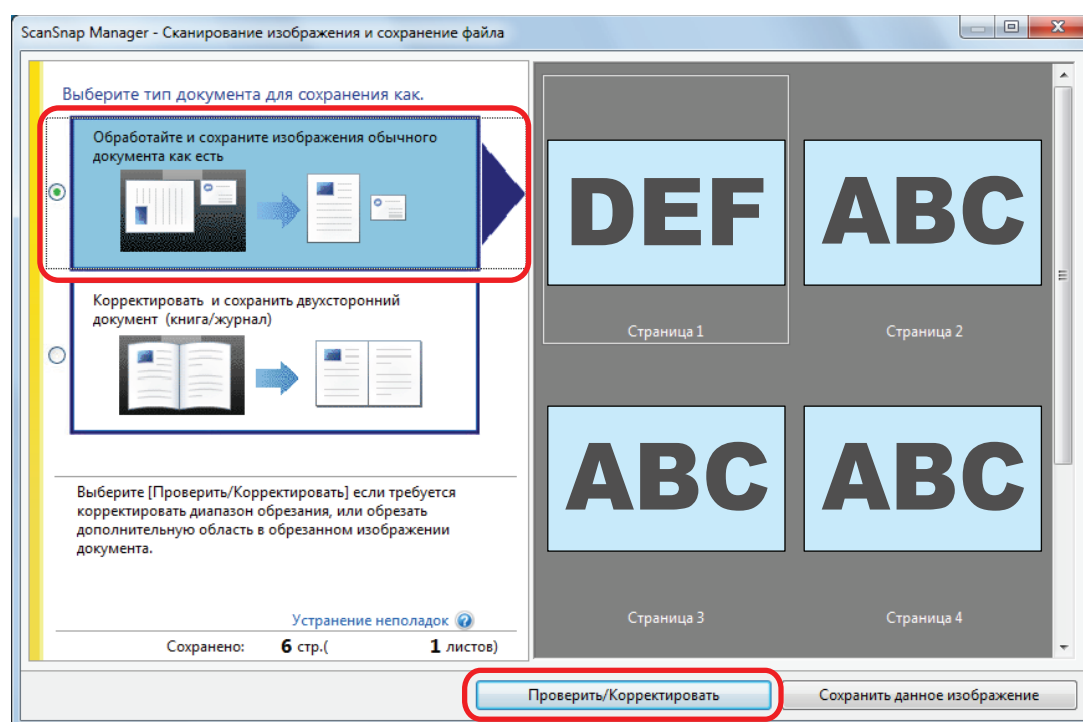 ScanSnap Manager - Сканирование изображения и сохранение файла
Выберите тип документа для сохранения как.
Обработайте и сохраните изображения обычного
документа как есть
Корректировать и сохранить двухсторонний
документ (книга/журнал)
Выберите [Проверить/Корректировать] если требуется
корректировать диапазон обрезания, или обрезать
дополнительную область в обрезанном изображении
документа.
Устранение неполадок
Сохранено: 6 стр.( 1 листов)
DEF ABC
Страница 1 Страница 2
ABC ABC
Страница 3 Страница 4
Проверить/Корректировать Сохранить данное изображение